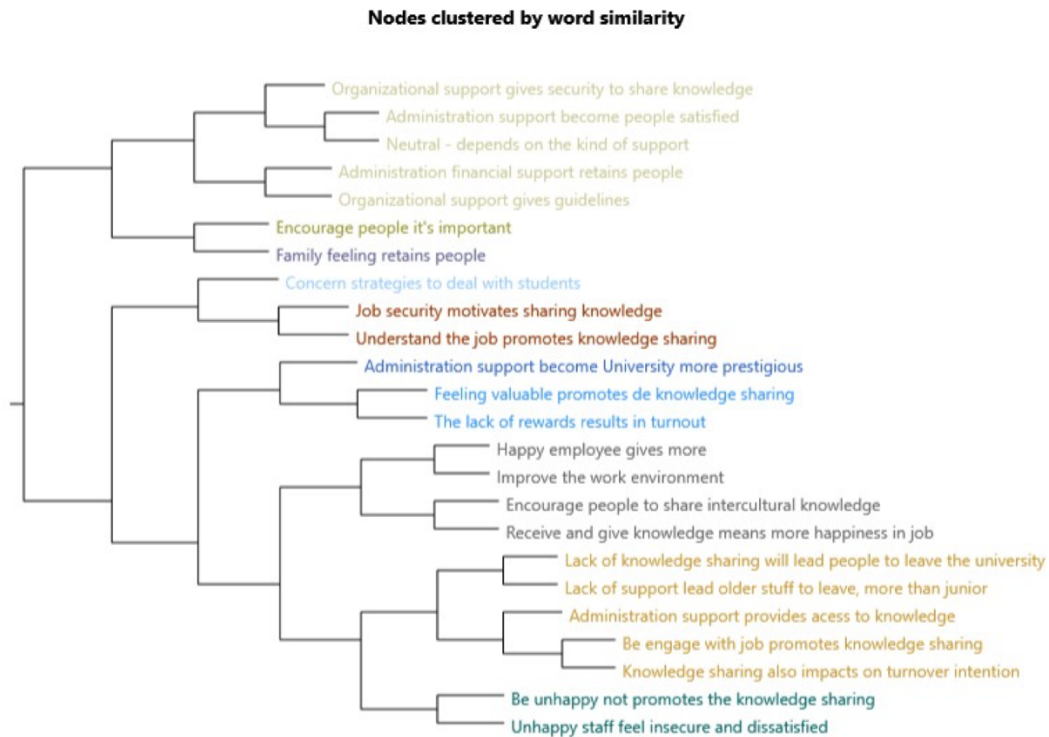 Nodes clustered by word similarity
Organizational support gives security to share knowledge
Administration support become people satisfied
Neutral - depends on the kind of support
Administration financial support retains people
Organizational support gives guidelines
Encourage people it's important
Family feeling retains people
Concern strategies to deal with students
Job security motivates sharing knowledge
Understand the job promotes knowledge sharing
Administration support become University more prestigious
Feeling valuable promotes de knowledge sharing
The lack of rewards results in turnout
Happy employee gives more
Improve the work environment
Encourage people to share intercultural knowledge
Receive and give knowledge means more happiness in job
Lack of knowledge sharing will lead people to leave the university
Lack of support lead older stuff to leave, more than junior
Administration support provides acess to knowledge
Be engage with job promotes knowledge sharing
Knowledge sharing also impacts on turnover intention
Be unhappy not promotes the knowledge sharing
Unhappy staff feel insecure and dissatisfied